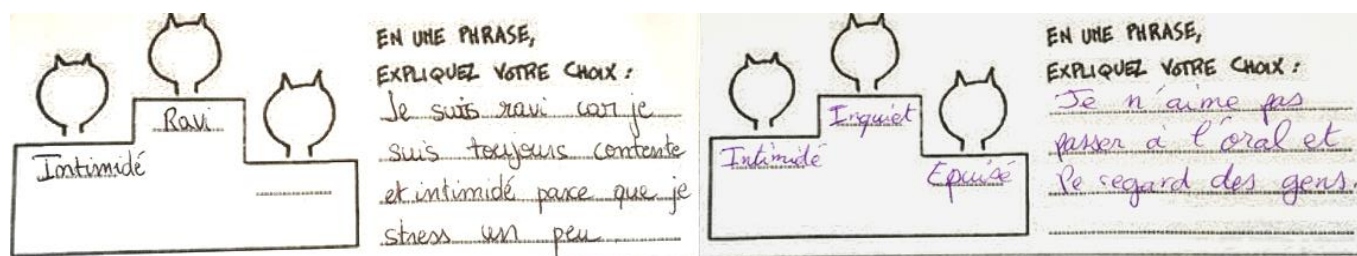 Ravi
Intimidé
EN UNE PHRASE,
EXPLIQUEZ VOTRE CHOIX :
Je suis ravi car je
suis toujours contente
et intimidé parce que je
stress un peu
Inquiet
Intimidé
Epuisé
EN UNE PHRASE,
EXPLIQUEZ VOTRE CHOIX :
Je n'aime pas
passer à l'oral et
le regard des gens.